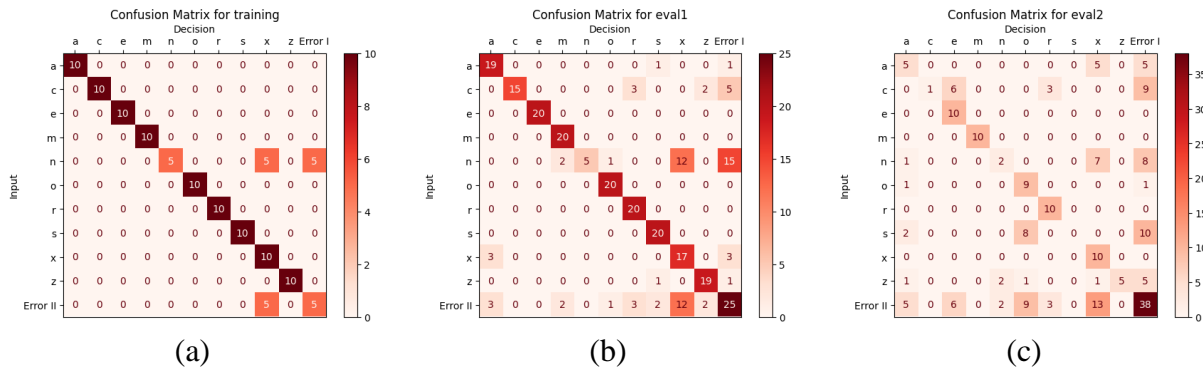 Confusion Matrix for training
Decision
a c e m n o r s x z Error I
a 10 0 0 0 0 0 0 0 0 0 0
c 0 10 0 0 0 0 0 0 0 0 0
e 0 0 10 0 0 0 0 0 0 0 0
m 0 0 0 10 0 0 0 0 0 0 0
n 0 0 0 0 5 0 0 0 5 0 5
o 0 0 0 0 0 10 0 0 0 0 0
r 0 0 0 0 0 0 10 0 0 0 0
s 0 0 0 0 0 0 0 10 0 0 0
x 0 0 0 0 0 0 0 0 10 0 0
z 0 0 0 0 0 0 0 0 0 10 0
Error II 0 0 0 0 0 0 0 0 5 0 5
Input
10
8
6
4
2
0
(a)
Confusion Matrix for eval1
Decision
a c e m n o r s x z Error I
a 19 0 0 0 0 0 0 1 0 0 1
c 0 15 0 0 0 0 3 0 0 2 5
e 0 0 20 0 0 0 0 0 0 0 0
m 0 0 0 20 0 0 0 0 0 0 0
n 0 0 0 2 5 1 0 0 12 0 15
o 0 0 0 0 0 20 0 0 0 0 0
r 0 0 0 0 0 0 20 0 0 0 0
s 0 0 0 0 0 0 0 20 0 0 0
x 3 0 0 0 0 0 0 0 17 0 3
z 0 0 0 0 0 0 0 1 0 19 1
Error II 3 0 0 2 0 1 3 2 12 2 25
Input
25
20
15
10
5
0
(b)
Confusion Matrix for eval2
Decision
a c e m n o r s x z Error I
a 5 0 0 0 0 0 0 0 5 0 5
c 0 1 6 0 0 0 3 0 0 0 9
e 0 0 10 0 0 0 0 0 0 0 0
m 0 0 0 10 0 0 0 0 0 0 0
n 1 0 0 0 2 0 0 0 7 0 8
o 1 0 0 0 0 9 0 0 0 0 1
r 0 0 0 0 0 0 10 0 0 0 0
s 2 0 0 0 0 8 0 0 0 0 10
x 0 0 0 0 0 0 0 0 10 0 0
z 1 0 0 0 2 1 0 0 1 5 5
Error II 5 0 6 0 2 9 3 0 13 0 38
Input
35
30
25
20
15
10
5
0
(c)